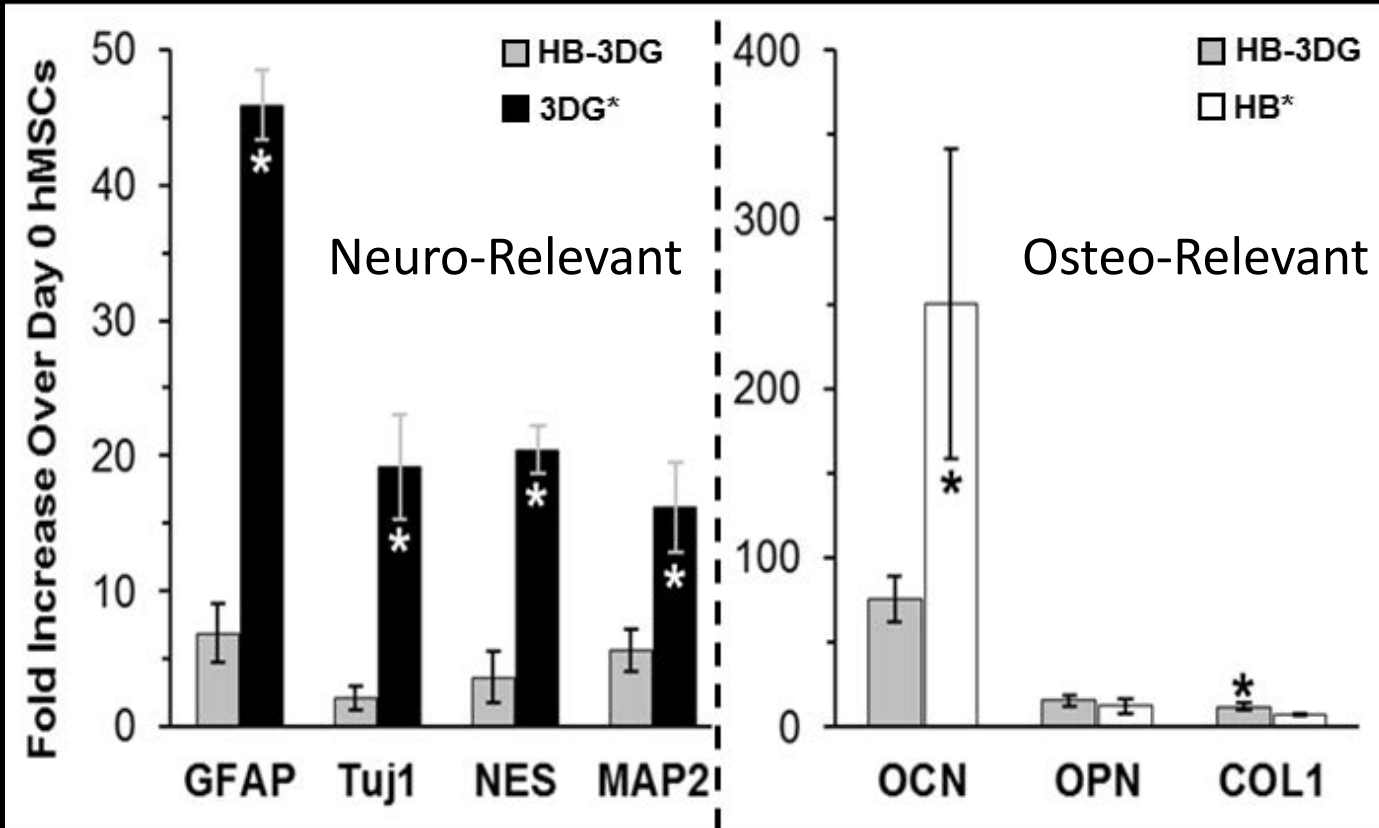 Fold Increase Over Day 0 hMSCs
50
40
30
20
10
0
HB-3DG
3DG*
Neuro-Relevant
*
*
*
*
GFAP Tuj1 NES MAP2
400
300
200
100
0
HB-3DG
HB*
Osteo-Relevant
*
*
OCN OPN COL1